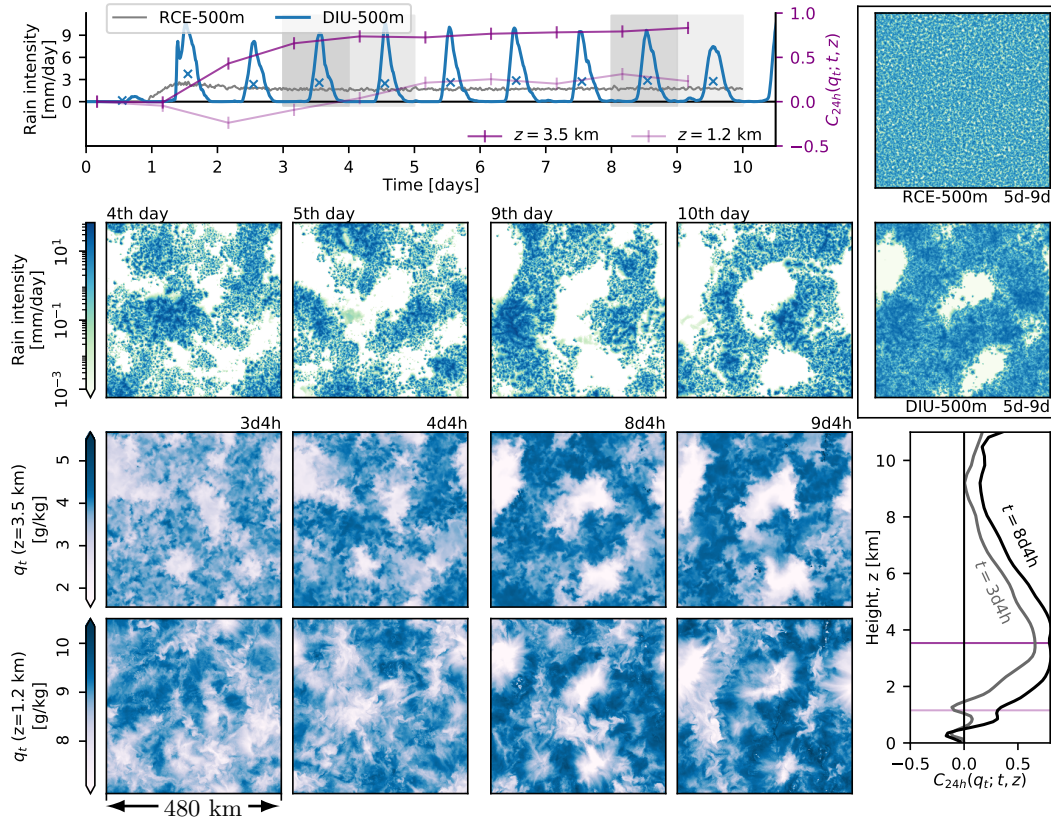 RCE-500m DIU-500m
Rain intensity
[mm/day]
9
6
3
0
1.0
0.5
0.0
−0.5
C24h(qt; t, z)
z = 3.5 km z = 1.2 km
0 1 2 3 4 5 6 7 8 9 10
Time [days]
RCE-500m 5d-9d
4th day 5th day 9th day 10th day
Rain intensity
[mm/day]
10^1
10^−1
10^−3
DIU-500m 5d-9d
3d4h 4d4h 8d4h 9d4h
qt (z=3.5 km)
[g/kg]
5
4
3
2
qt (z=1.2 km)
[g/kg]
10
9
8
480 km
Height, z [km]
10
8
6
4
2
0
t = 8d4h
t = 3d4h
−0.5 0.0 0.5
C24h(qt; t, z)